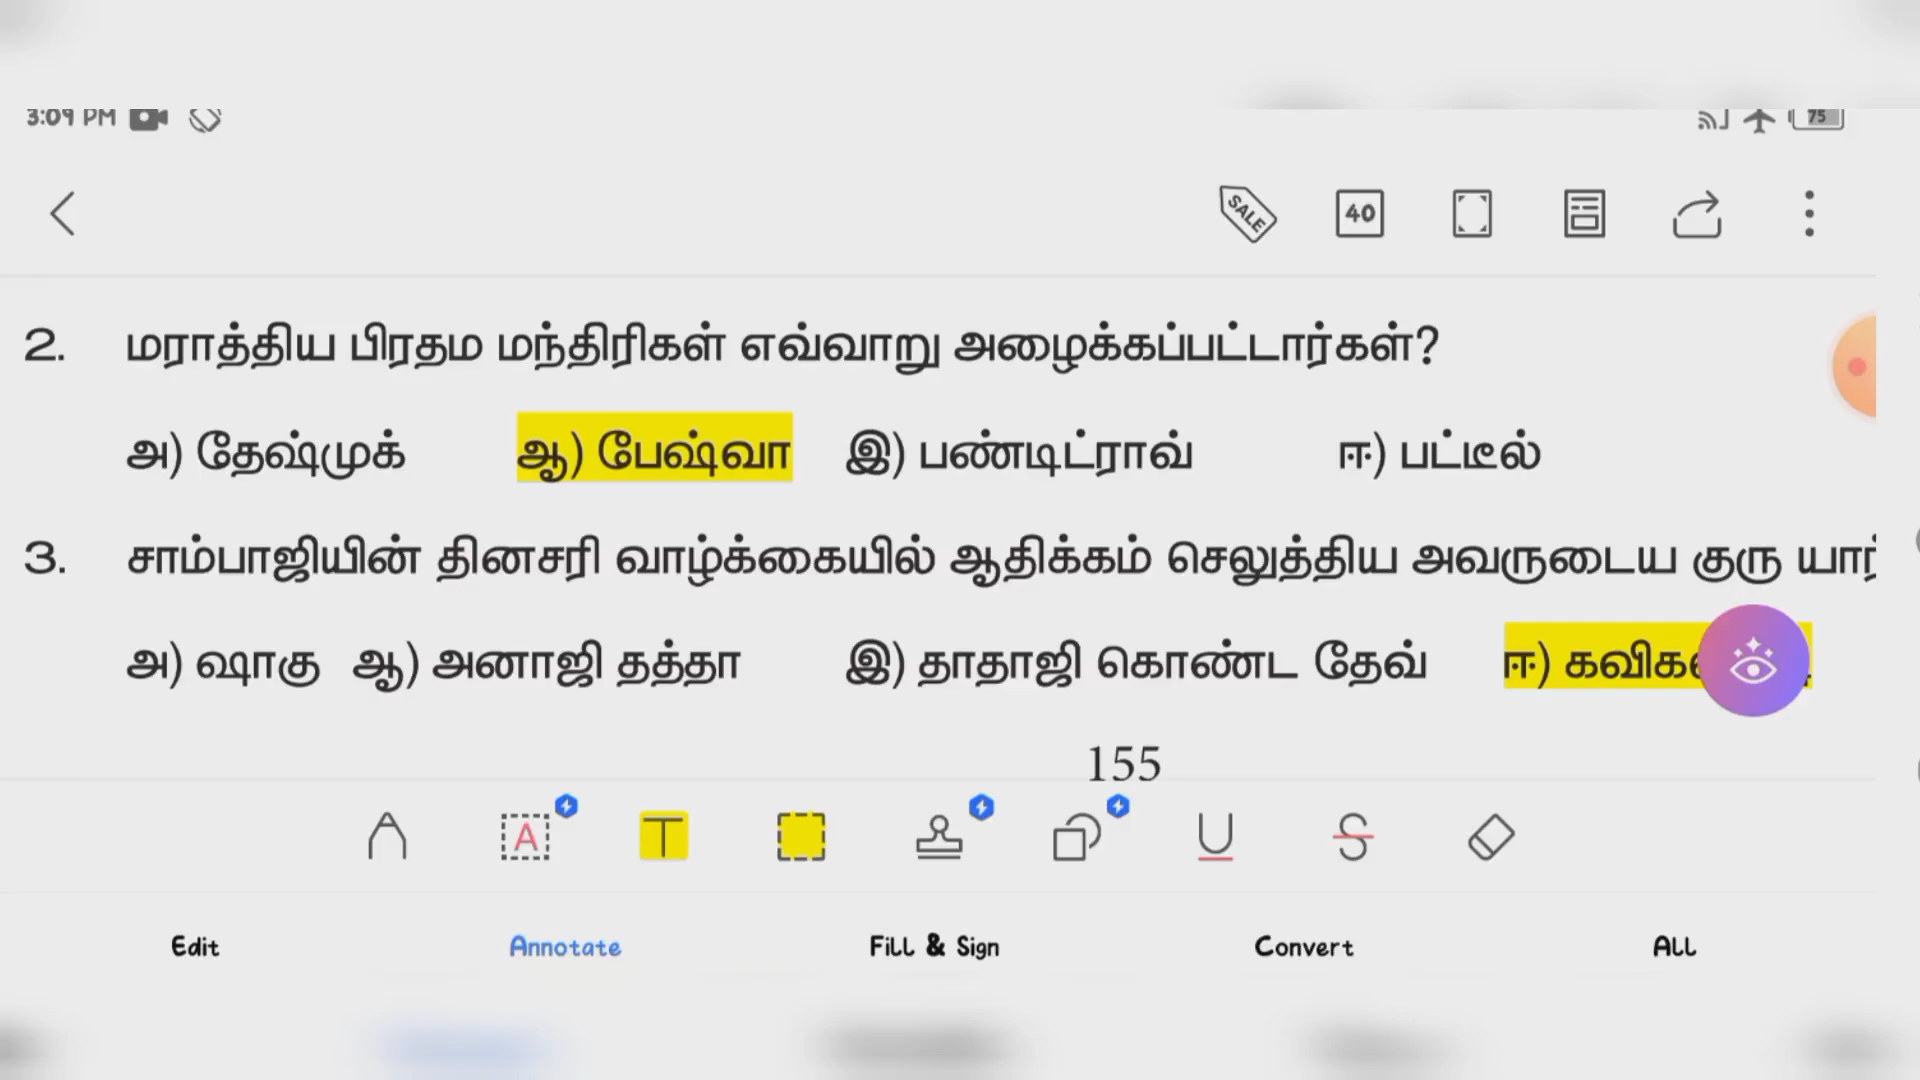 3:09 PM 75
SALE 40
2. மராத்திய பிரதம மந்திரிகள் எவ்வாறு அழைக்கப்பட்டார்கள்?
அ) தேஷ்முக் ஆ) பேஷ்வா இ) பண்டிட்ராவ் ஈ) பட்டீல்
3. சாம்பாஜியின் தினசரி வாழ்க்கையில் ஆதிக்கம் செலுத்திய அவருடைய குரு யார்
அ) ஷாகு ஆ) அனாஜி தத்தா இ) தாதாஜி கொண்ட தேவ் ஈ)
155
Edit Annotate Fill & Sign Convert All